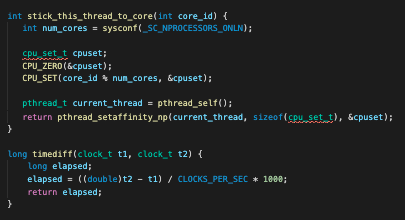 int stick_this_thread_to_core(int core_id) {
    int num_cores = sysconf(_SC_NPROCESSORS_ONLN);

    cpu_set_t cpuset;
    CPU_ZERO(&cpuset);
    CPU_SET(core_id % num_cores, &cpuset);

    pthread_t current_thread = pthread_self();
    return pthread_setaffinity_np(current_thread, sizeof(cpu_set_t), &cpuset);
}

long timediff(clock_t t1, clock_t t2) {
    long elapsed;
    elapsed = ((double)t2 - t1) / CLOCKS_PER_SEC * 1000;
    return elapsed;
}